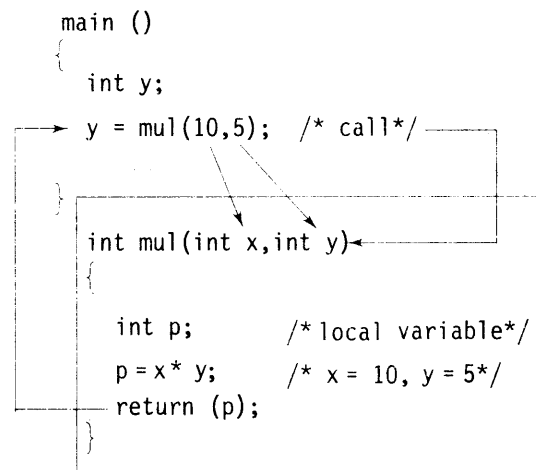 main ()
{
int y;
y = mul(10,5); /* call*/
}
int mul(int x,int y)
{
int p; /*local variable*/
p=x* y; /* x = 10, y = 5*/
return (p);
}